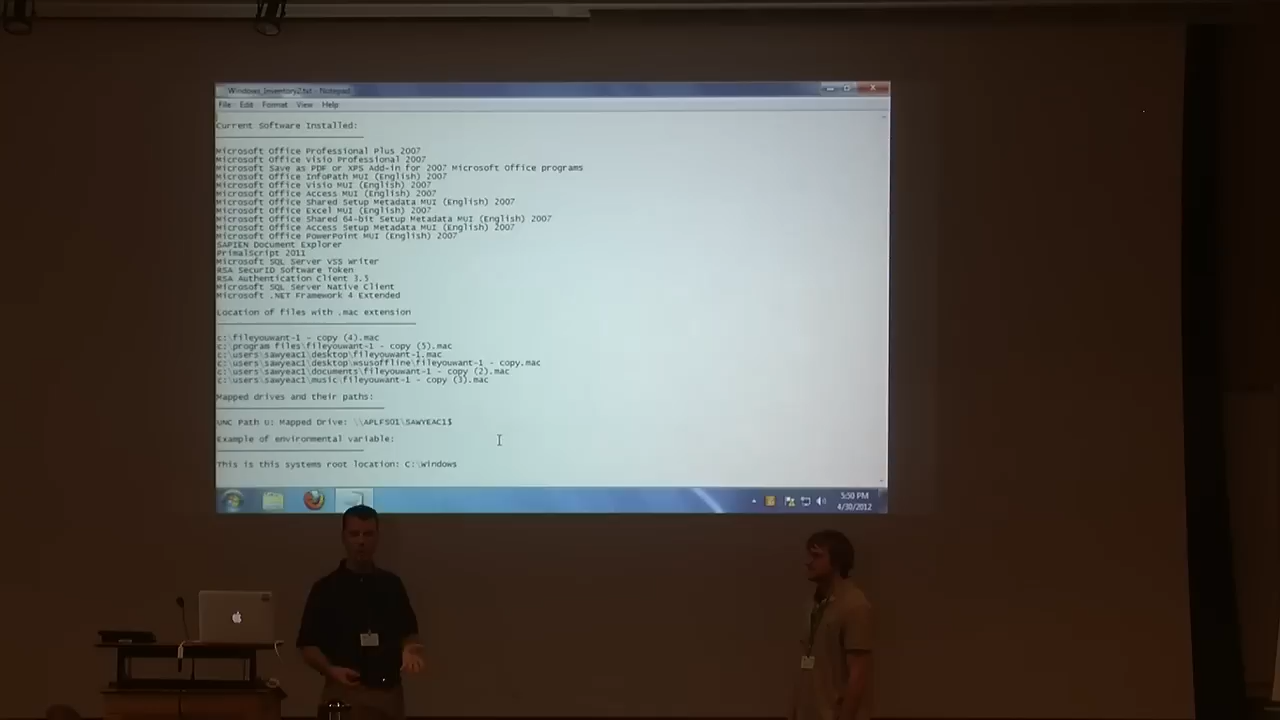 Windows_Inventory2.txt - Notepad
File Edit Format View Help
Current Software Installed:
Microsoft Office Professional Plus 2007
Microsoft Office Visio Professional 2007
Microsoft Save as PDF or XPS Add-in for 2007 Microsoft Office programs
Microsoft Office InfoPath MUI (English) 2007
Microsoft Office Visio MUI (English) 2007
Microsoft Office Access MUI (English) 2007
Microsoft Office Shared Setup Metadata MUI (English) 2007
Microsoft Office Excel MUI (English) 2007
Microsoft Office Shared 64-bit Setup Metadata MUI (English) 2007
Microsoft Office Access Setup Metadata MUI (English) 2007
Microsoft Office PowerPoint MUI (English) 2007
SAPIEN Document Explorer
PrimalScript 2011
Microsoft SQL Server VSS Writer
RSA SecurID Software Token
RSA Authentication Client 3.5
Microsoft SQL Server Native Client
Microsoft .NET Framework 4 Extended
Location of files with .mac extension
c:\fileyouwant-1 - copy (4).mac
c:\program files\fileyouwant-1 - copy (5).mac
c:\users\sawyeac1\desktop\fileyouwant-1.mac
c:\users\sawyeac1\desktop\wsusoffline\fileyouwant-1 - copy.mac
c:\users\sawyeac1\documents\fileyouwant-1 - copy (2).mac
c:\users\sawyeac1\music\fileyouwant-1 - copy (3).mac
Mapped drives and their paths:
UNC Path U: Mapped Drive: \\APLFS01\SAWYEAC1$
Example of environmental variable:
This is this systems root location: C:\Windows
5:50 PM
4/30/2012